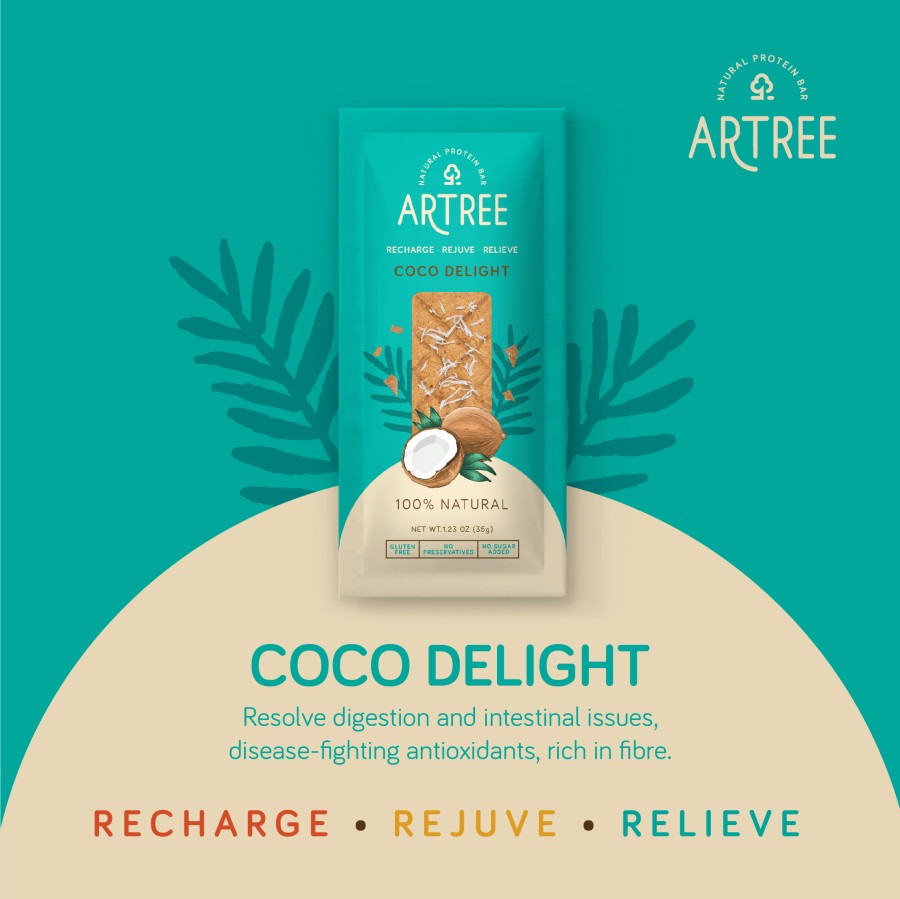 NATURAL PROTEIN BAR
ARTREE
NATURAL PROTEIN BAR
ARTREE
RECHARGE · REJUVE · RELIEVE
COCO DELIGHT
100% NATURAL
NET WT.1.23 OZ (35g)
GLUTEN FREE
NO PRESERVATIVES
NO SUGAR ADDED
COCO DELIGHT
Resolve digestion and intestinal issues,
disease-fighting antioxidants, rich in fibre.
RECHARGE • REJUVE • RELIEVE